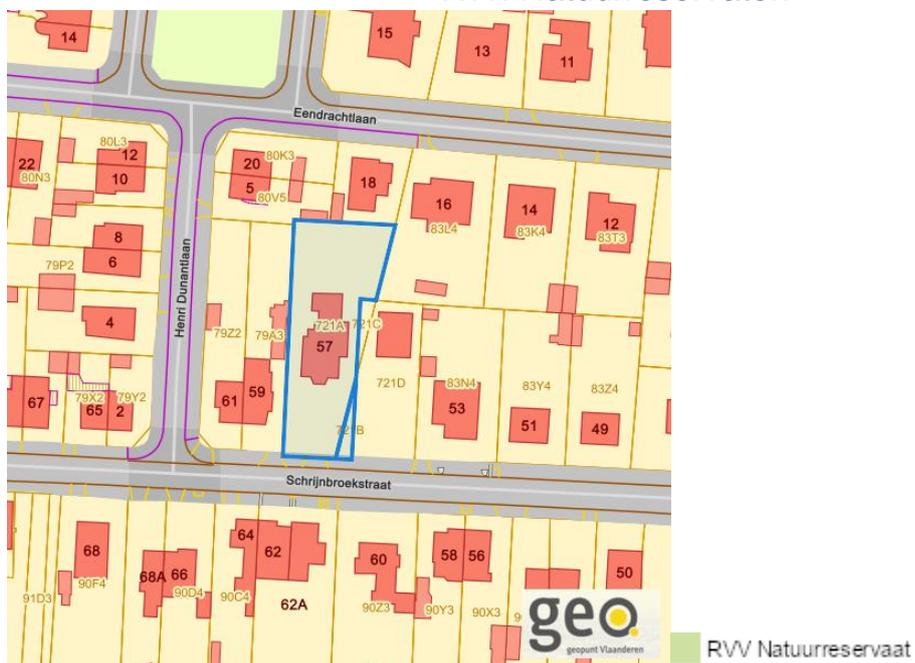 14
15
13
11
Eendrachtlaan
22
80N3
80L3
12
10
20
80K3
5
80V5
18
16
83L4
14
83K4
12
83T3
8
6
79P2
Henri Dunantlaan
4
79Z2
79A3
721A
721C
57
721D
83N4
83Y4
83Z4
67
79X2
65
79Y2
2
61
59
53
51
49
Schrijnbroekstraat
68
64
62
60
58
56
50
91D3
90F4
68A
66
90D4
90C4
62A
90Z3
90Y3
90X3
geo
geopunt Vlaanderen
RVV Natuurreservaat